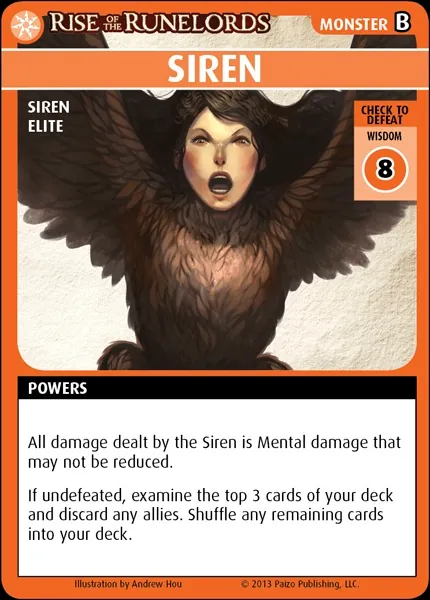 RISE OF THE RUNELORDS
MONSTER B
SIREN
SIREN
ELITE
CHECK TO
DEFEAT
WISDOM
8
POWERS
All damage dealt by the Siren is Mental damage that
may not be reduced.
If undefeated, examine the top 3 cards of your deck
and discard any allies. Shuffle any remaining cards
into your deck.
Illustration by Andrew Hou
© 2013 Paizo Publishing, LLC.